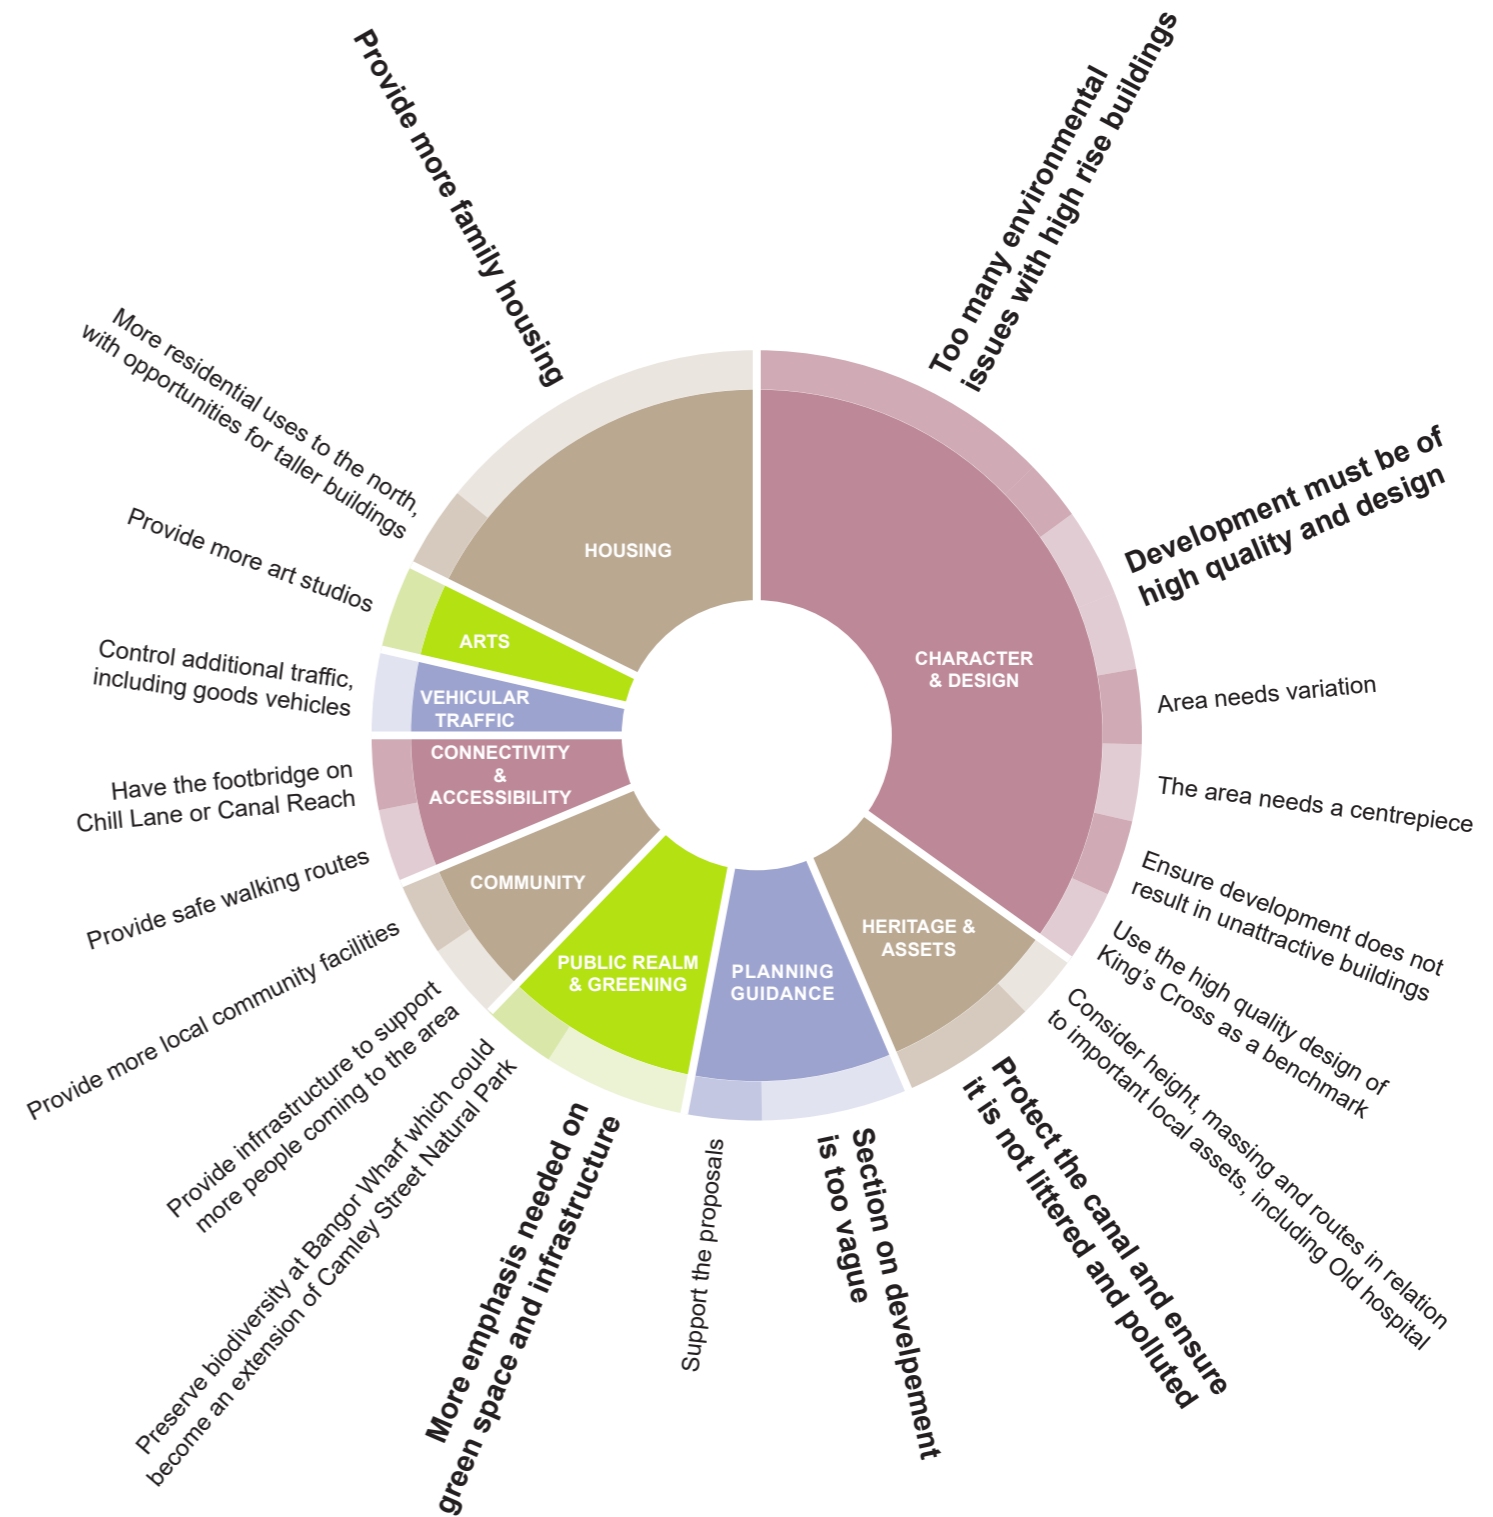 Too many environmental
issues with high rise buildings
Development must be of
high quality and design
Area needs variation
The area needs a centrepiece
Ensure development does not
result in unattractive buildings
Use the high quality design of
King's Cross as a benchmark
Consider height, massing and routes in relation
to important local assets, including Old hospital
Protect the canal and ensure
it is not littered and polluted
Section on develpement
is too vague
Support the proposals
More emphasis needed on
green space and infrastructure
Preserve biodiversity at Bangor Wharf which could
become an extension of Camley Street Natural Park
Provide infrrastructure to support
more people coming to the area
Provide more local community facilities
Provide safe walking routes
Have the footbridge on
Chill Lane or Canal Reach
Control additional traffic,
including goods vehicles
Provide more art studios
More residential uses to the north,
with opportunities for taller buildings
Provide more family housing
CHARACTER
& DESIGN
HERITAGE &
ASSETS
PLANNING
GUIDANCE
PUBLIC REALM
& GREENING
COMMUNITY
CONNECTIVITY
&
ACCESSIBILITY
VEHICULAR
TRAFFIC
ARTS
HOUSING